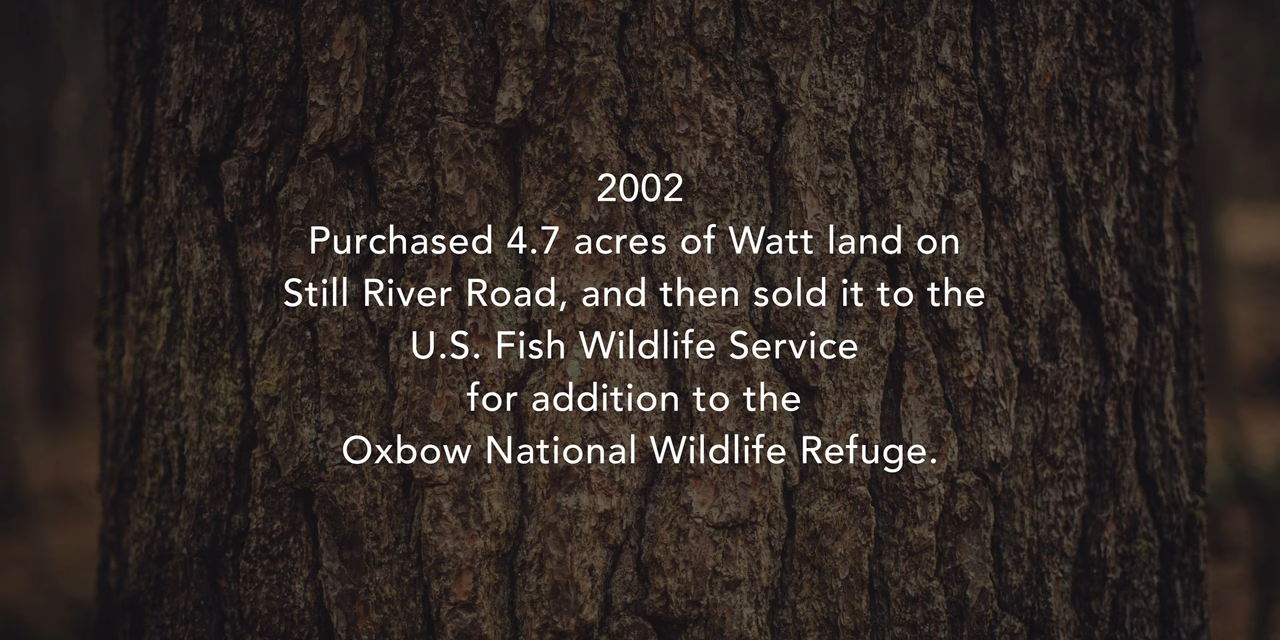 2002
Purchased 4.7 acres of Watt land on
Still River Road, and then sold it to the
U.S. Fish Wildlife Service
for addition to the
Oxbow National Wildlife Refuge.